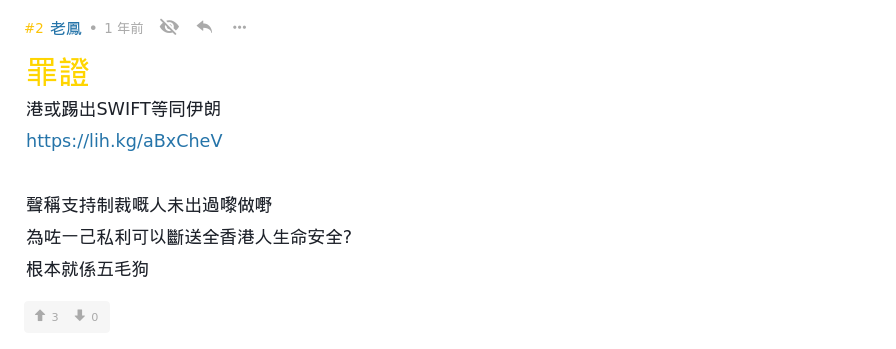 #2 老鳳 • 1 年前
罪證
港或踢出SWIFT等同伊朗
https://lih.kg/aBxCheV
聲稱支持制裁嘅人未出過嚟做嘢
為咗一己私利可以斷送全香港人生命安全?
根本就係五毛狗
3 0